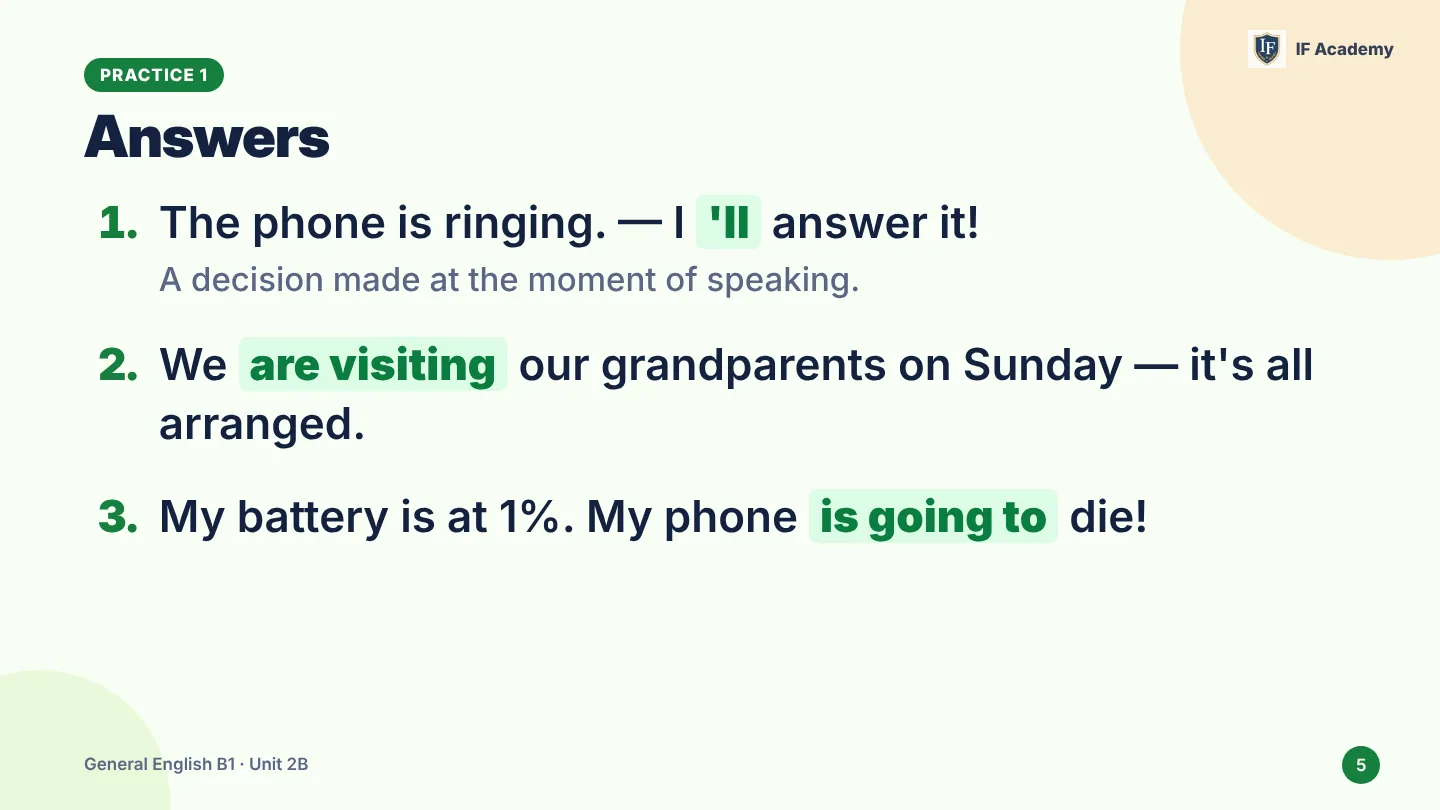 IF Academy
PRACTICE 1
Answers
1. The phone is ringing. — I 'll answer it!
A decision made at the moment of speaking.
2. We are visiting our grandparents on Sunday — it's all
arranged.
3. My battery is at 1%. My phone is going to die!
General English B1 · Unit 2B
5